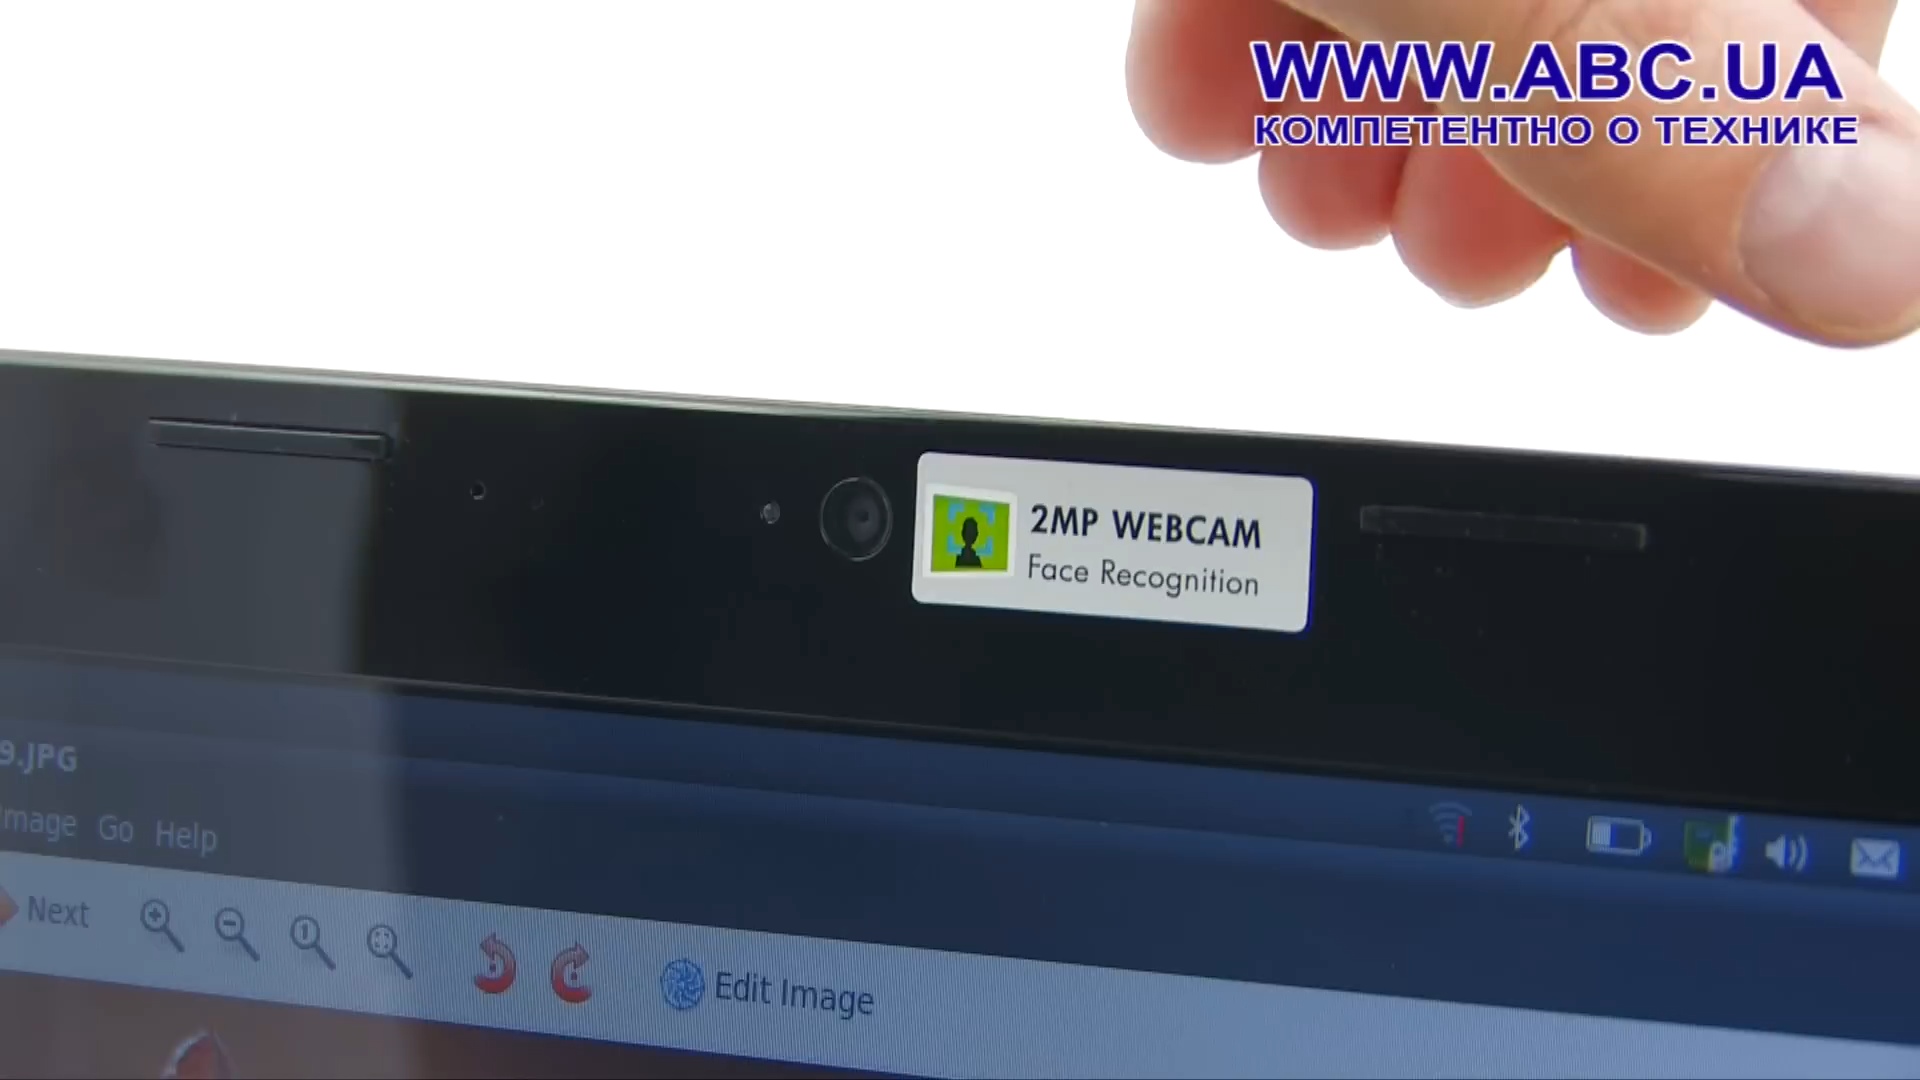 WWW.ABC.UA
КОМПЕТЕНТНО О ТЕХНИКЕ
2MP WEBCAM
Face Recognition
9.JPG
Image Go Help
Next
Edit Image